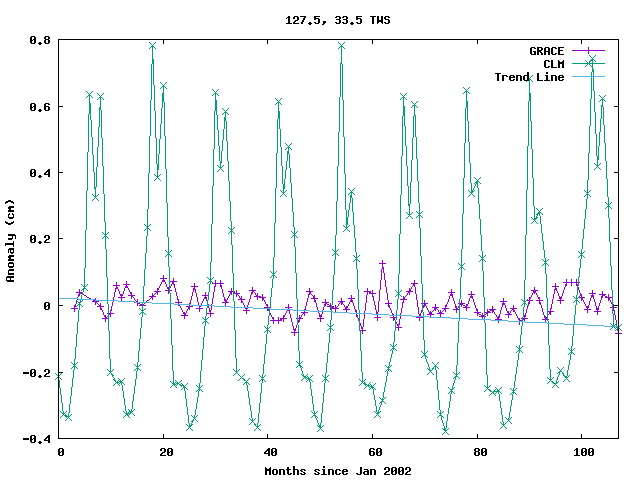 127.5, 33.5 TWS
GRACE
CLM
Trend Line
Anomaly (cm)
0.8
0.6
0.4
0.2
0
-0.2
-0.4
0 20 40 60 80 100
Months since Jan 2002